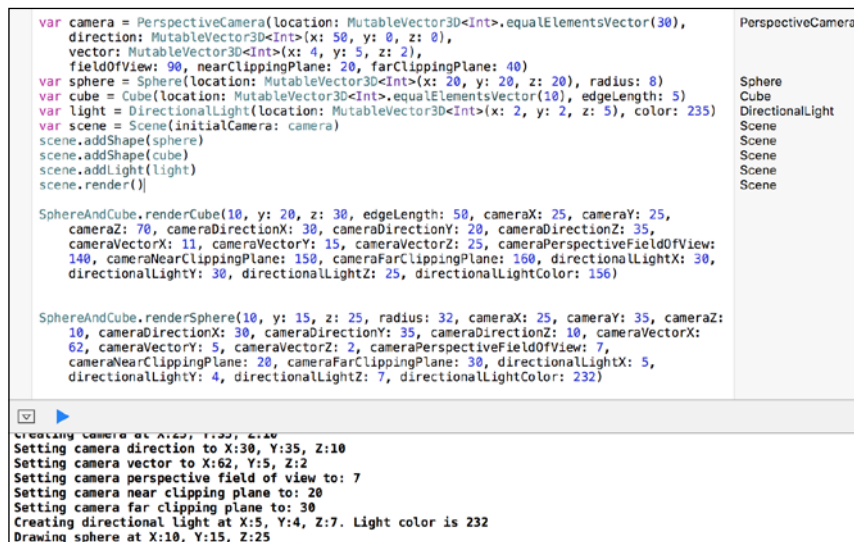 var camera = PerspectiveCamera(location: MutableVector3D<Int>.equalElementsVector(30), PerspectiveCamera
direction: MutableVector3D<Int>(x: 50, y: 0, z: 0),
vector: MutableVector3D<Int>(x: 4, y: 5, z: 2),
fieldOfView: 90, nearClippingPlane: 20, farClippingPlane: 40)
var sphere = Sphere(location: MutableVector3D<Int>(x: 20, y: 20, z: 20), radius: 8) Sphere
var cube = Cube(location: MutableVector3D<Int>.equalElementsVector(10), edgeLength: 5) Cube
var light = DirectionalLight(location: MutableVector3D<Int>(x: 2, y: 2, z: 5), color: 235) DirectionalLight
var scene = Scene(initialCamera: camera) Scene
scene.addShape(sphere) Scene
scene.addShape(cube) Scene
scene.addLight(light) Scene
scene.render() Scene
SphereAndCube.renderCube(10, y: 20, z: 30, edgeLength: 50, cameraX: 25, cameraY: 25,
cameraZ: 70, cameraDirectionX: 30, cameraDirectionY: 20, cameraDirectionZ: 35,
cameraVectorX: 11, cameraVectorY: 15, cameraVectorZ: 25, cameraPerspectiveFieldOfView:
140, cameraNearClippingPlane: 150, cameraFarClippingPlane: 160, directionalLightX: 30,
directionalLightY: 30, directionalLightZ: 25, directionalLightColor: 156)
SphereAndCube.renderSphere(10, y: 15, z: 25, radius: 32, cameraX: 25, cameraY: 35, cameraZ:
10, cameraDirectionX: 30, cameraDirectionY: 35, cameraDirectionZ: 10, cameraVectorX:
62, cameraVectorY: 5, cameraVectorZ: 2, cameraPerspectiveFieldOfView: 7,
cameraNearClippingPlane: 20, cameraFarClippingPlane: 30, directionalLightX: 5,
directionalLightY: 4, directionalLightZ: 7, directionalLightColor: 232)
Creating camera at X:25, Y:35, Z:10
Setting camera direction to X:30, Y:35, Z:10
Setting camera vector to X:62, Y:5, Z:2
Setting camera perspective field of view to: 7
Setting camera near clipping plane to: 20
Setting camera far clipping plane to: 30
Creating directional light at X:5, Y:4, Z:7. Light color is 232
Drawing sphere at X:10, Y:15, Z:25